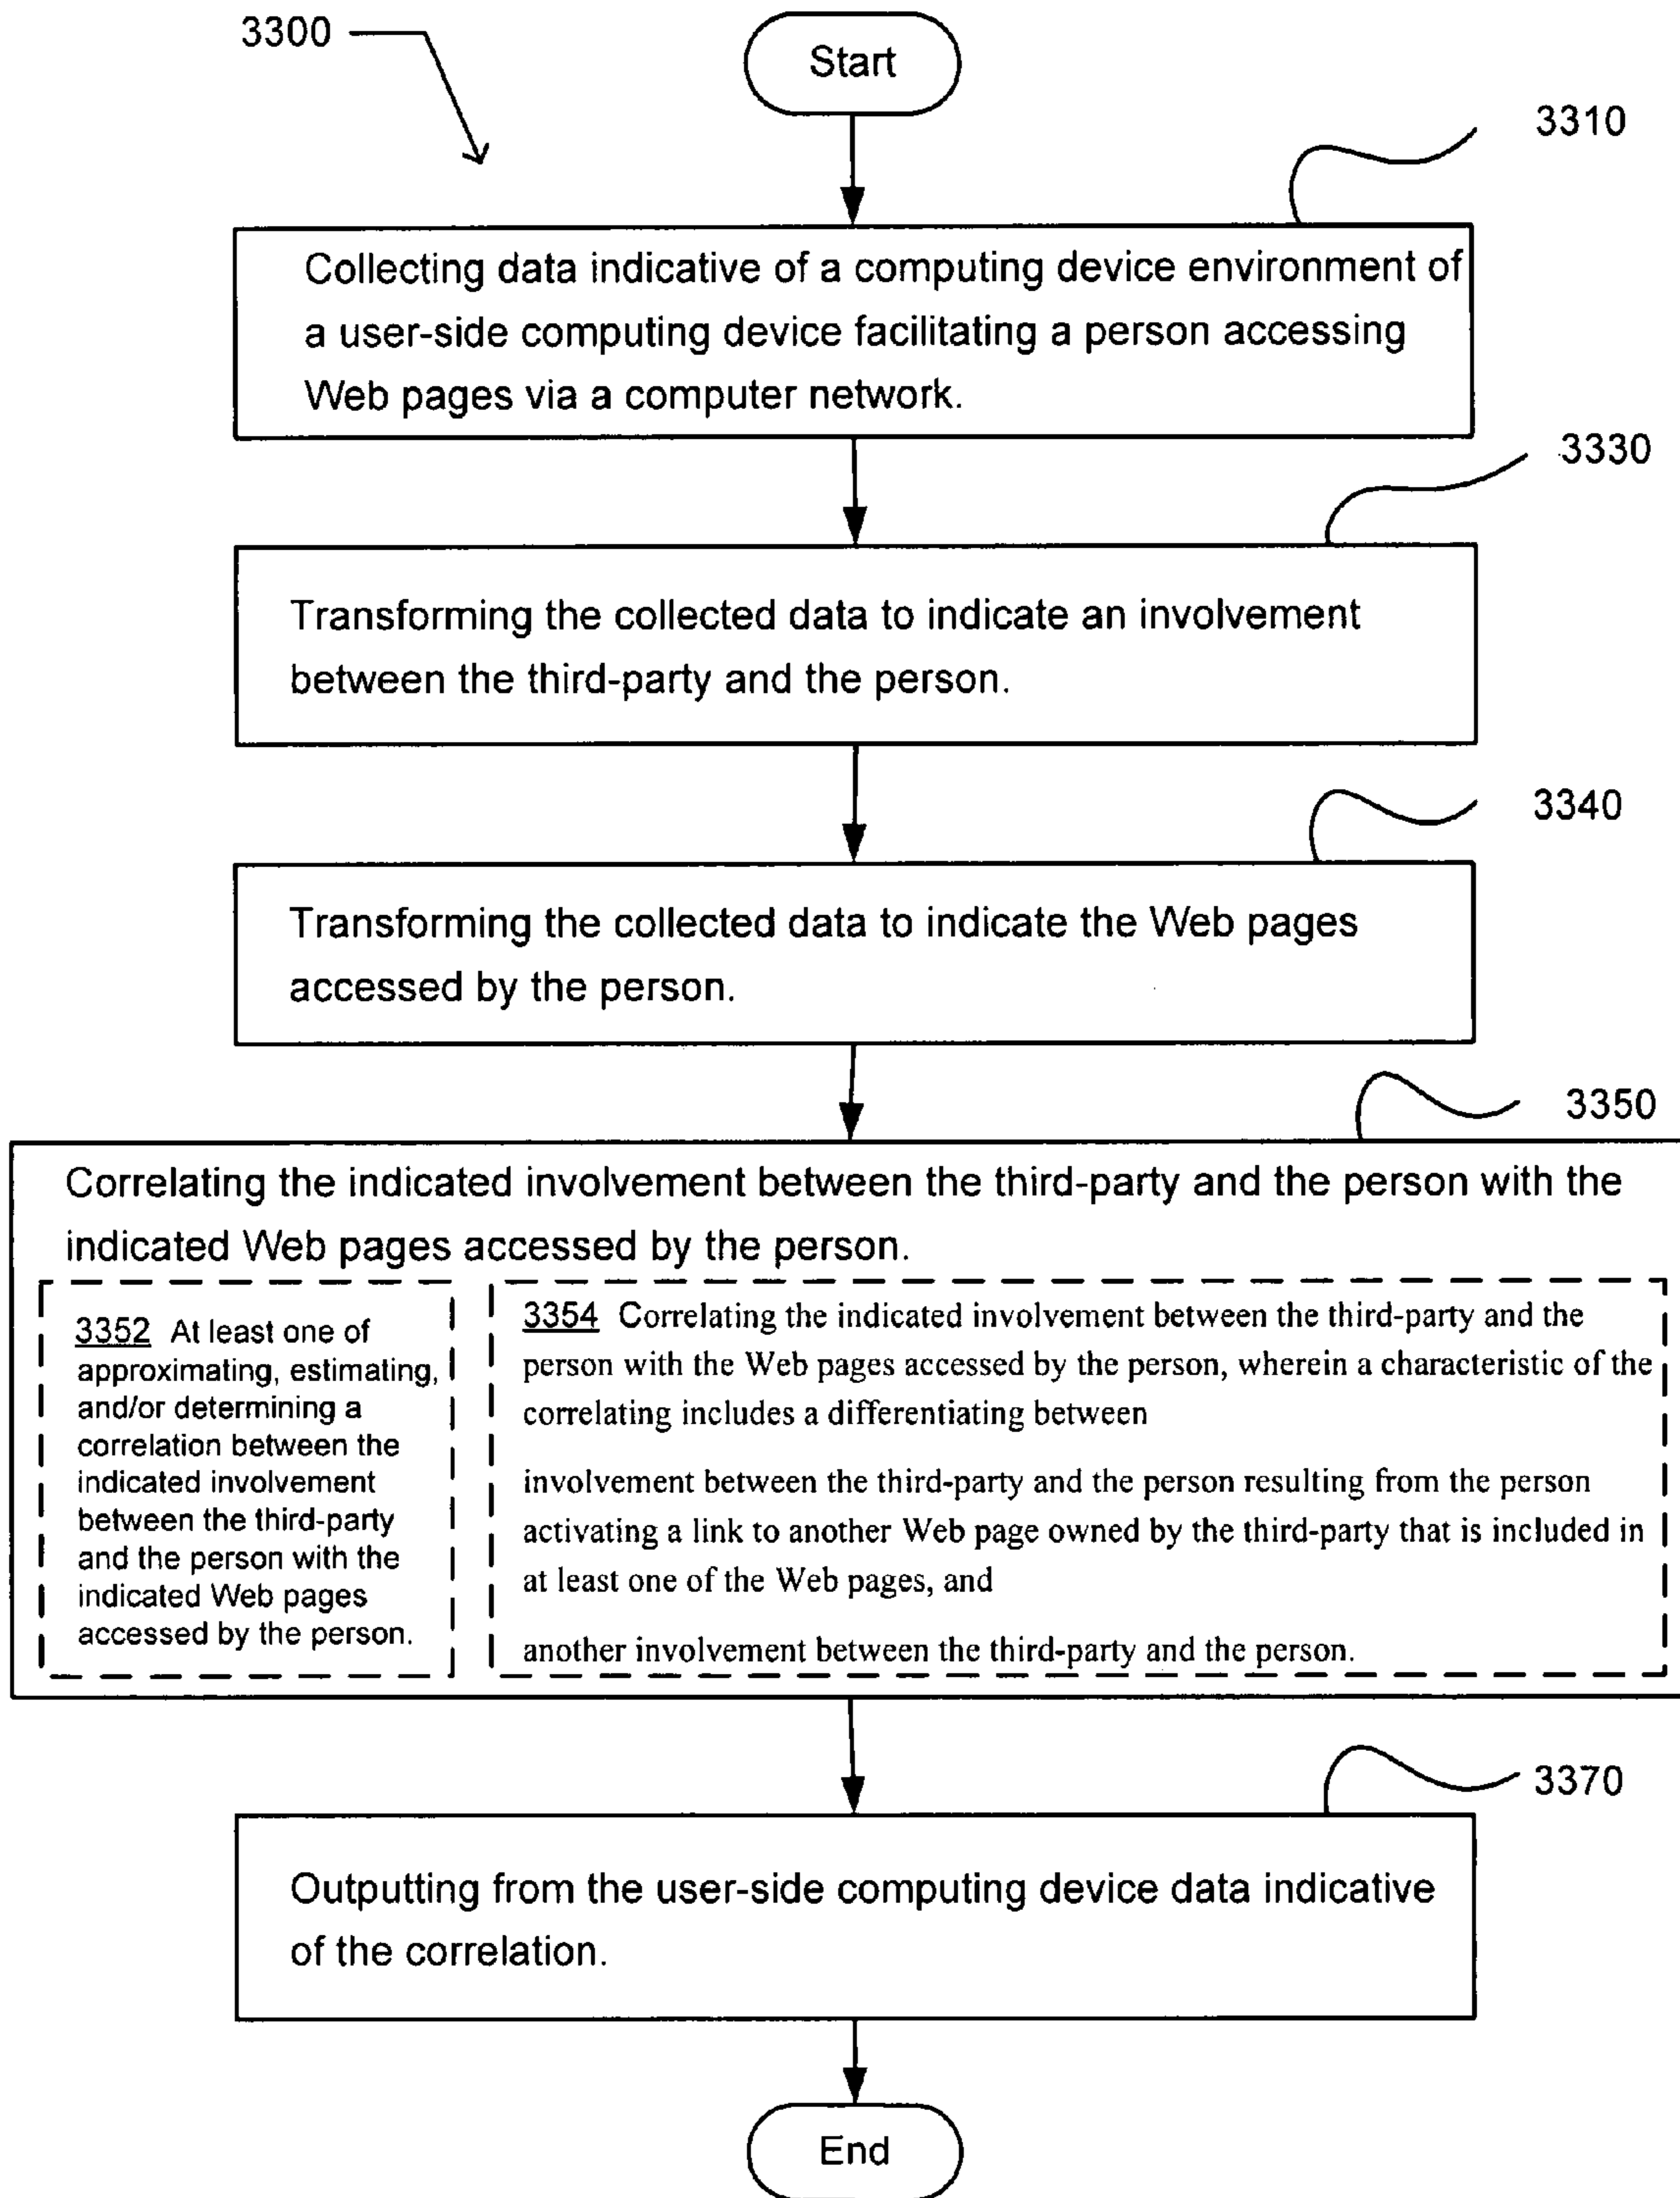 3300
Start
3310
Collecting data indicative of a computing device environment of
a user-side computing device facilitating a person accessing
Web pages via a computer network.
3330
Transforming the collected data to indicate an involvement
between the third-party and the person.
3340
Transforming the collected data to indicate the Web pages
accessed by the person.
3350
Correlating the indicated involvement between the third-party and the person with the
indicated Web pages accessed by the person.
3352 At least one of
approximating, estimating,
and/or determining a
correlation between the
indicated involvement
between the third-party
and the person with the
indicated Web pages
accessed by the person.
3354 Correlating the indicated involvement between the third-party and the
person with the Web pages accessed by the person, wherein a characteristic of the
correlating includes a differentiating between
involvement between the third-party and the person resulting from the person
activating a link to another Web page owned by the third-party that is included in
at least one of the Web pages, and
another involvement between the third-party and the person.
3370
Outputting from the user-side computing device data indicative
of the correlation.
End